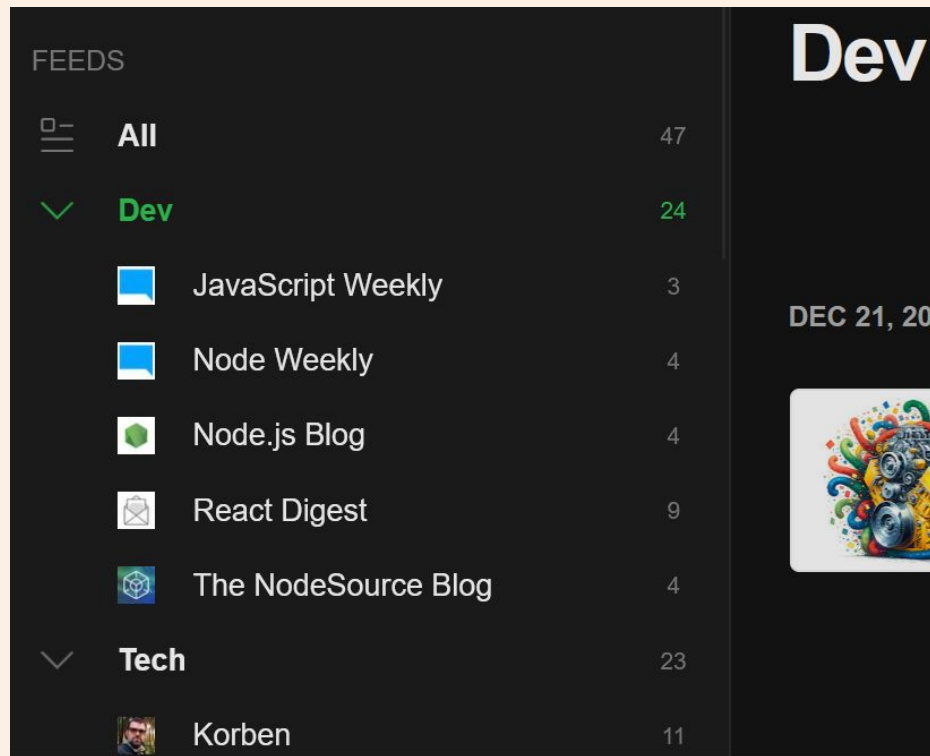 FEEDS
All 47
Dev 24
JavaScript Weekly 3
Node Weekly 4
Node.js Blog 4
React Digest 9
The NodeSource Blog 4
Tech 23
Korben 11
Dev
DEC 21, 20